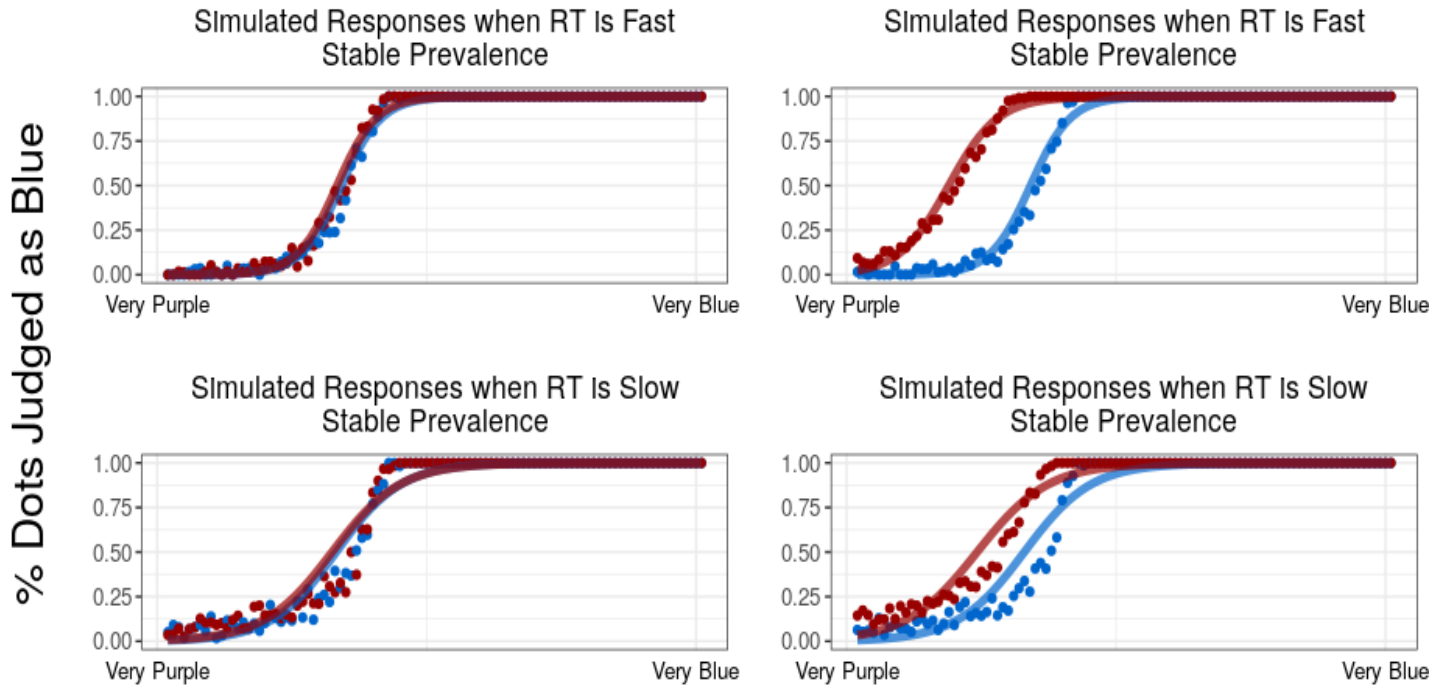 % Dots Judged as Blue
Simulated Responses when RT is Fast
Stable Prevalence
1.00
0.75
0.50
0.25
0.00
Very Purple
Very Blue
Simulated Responses when RT is Fast
Stable Prevalence
1.00
0.75
0.50
0.25
0.00
Very Purple
Very Blue
Simulated Responses when RT is Slow
Stable Prevalence
1.00
0.75
0.50
0.25
0.00
Very Purple
Very Blue
Simulated Responses when RT is Slow
Stable Prevalence
1.00
0.75
0.50
0.25
0.00
Very Purple
Very Blue